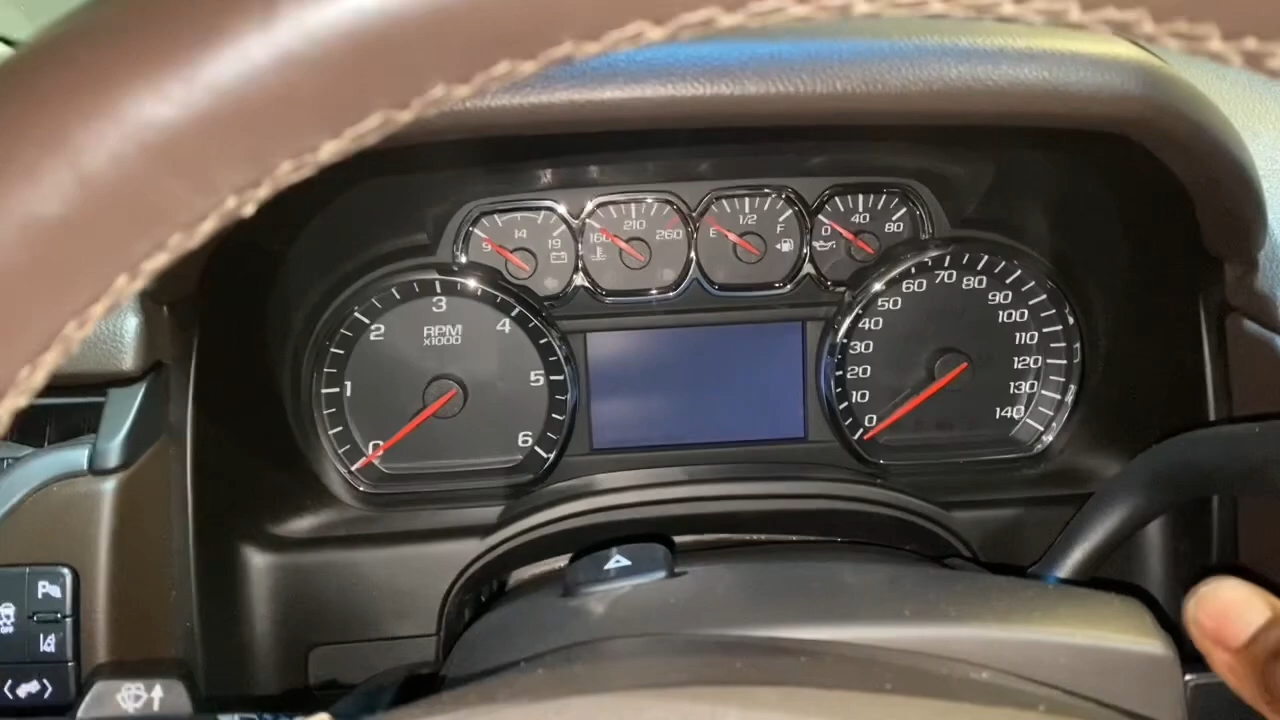 9 14 19
160 210 260
E 1/2 F
0 40 80
RPM
x1000
0 1 2 3 4 5 6
0 10 20 30 40 50 60 70 80 90 100 110 120 130 140
OFF